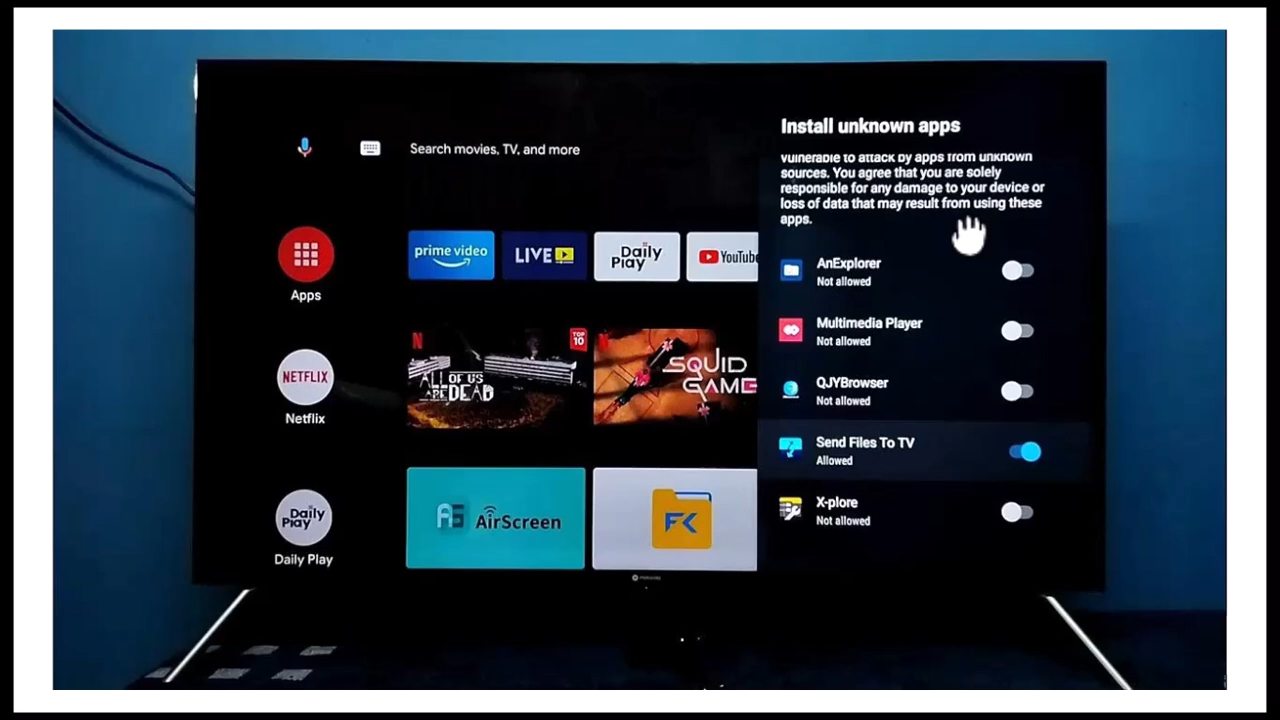 Search movies, TV, and more
Apps
prime video
LIVE
Daily
Play
YouTube
NETFLIX
Netflix
N
TOP
10
ALL OF US
ARE DEAD
SQUID
GAME
Daily
Play
Daily Play
AirScreen
FK
Install unknown apps
vulnerable to attack by apps from unknown
sources. You agree that you are solely
responsible for any damage to your device or
loss of data that may result from using these
apps.
AnExplorer
Not allowed
Multimedia Player
Not allowed
QJYBrowser
Not allowed
Send Files To TV
Allowed
X-plore
Not allowed
motorola